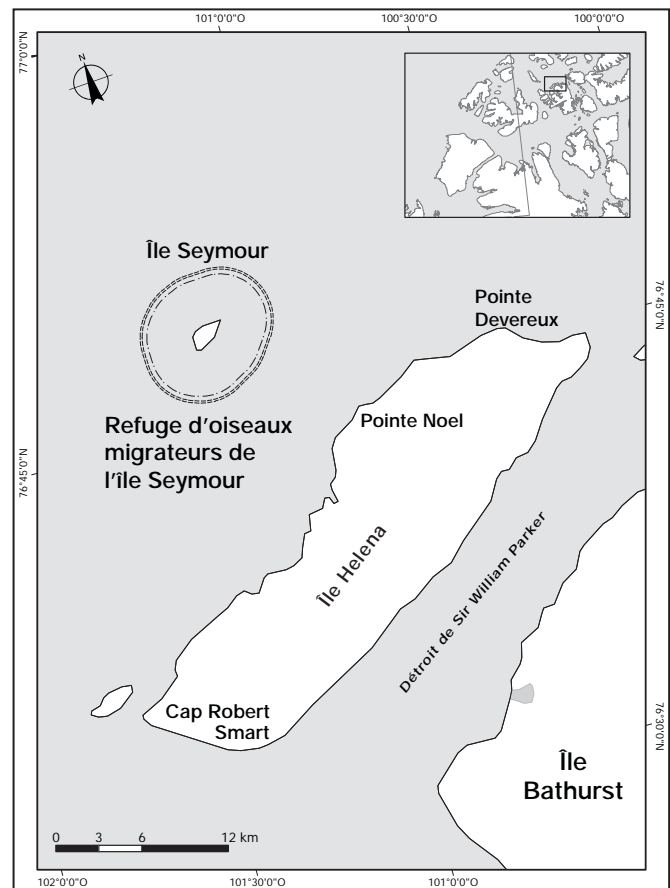 101°0'0"O
100°30'0"O
100°0'0"O
77°0'0"N
N
Île Seymour
76°45'0"N
Pointe
Devereux
Refuge d'oiseaux
migrateurs de
l'île Seymour
Pointe Noel
76°45'0"N
Île Helena
Détroit de Sir William Parker
Cap Robert
Smart
76°30'0"N
Île
Bathurst
0 3 6 12 km
102°0'0"O
101°30'0"O
101°0'0"O